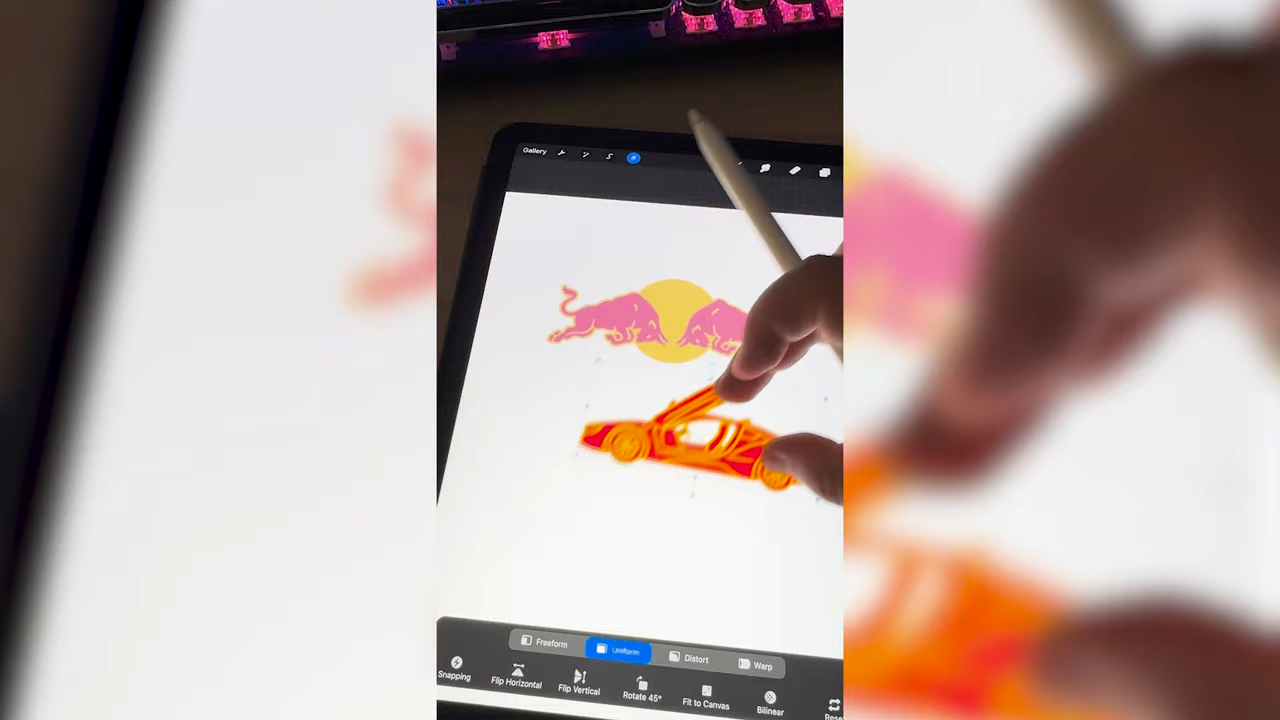 Gallery
Freeform
Uniform
Distort
Warp
Snapping
Flip Horizontal
Flip Vertical
Rotate 45°
Fit to Canvas
Bilinear